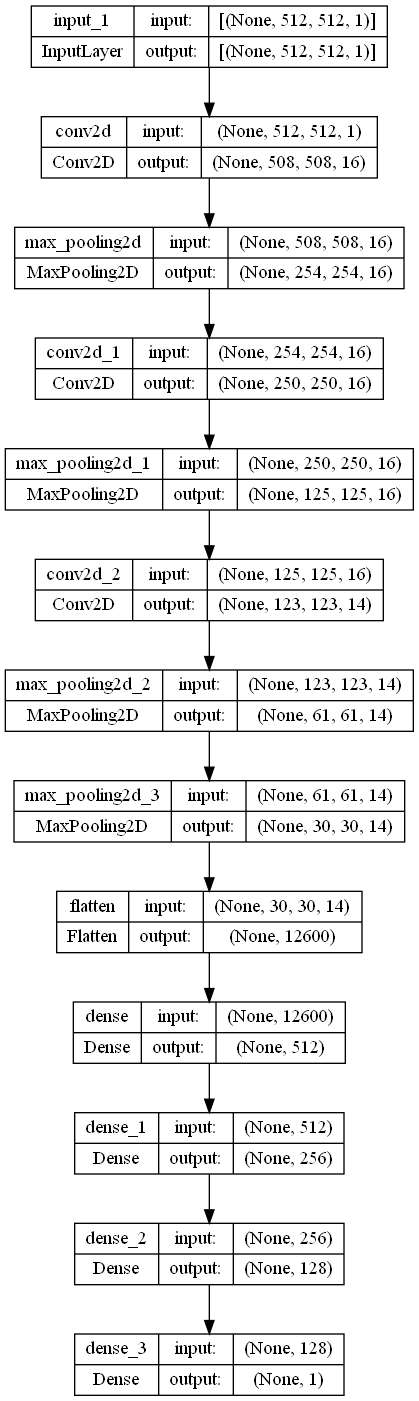 input_1 input: [(None, 512, 512, 1)]
InputLayer output: [(None, 512, 512, 1)]
conv2d input: (None, 512, 512, 1)
Conv2D output: (None, 508, 508, 16)
max_pooling2d input: (None, 508, 508, 16)
MaxPooling2D output: (None, 254, 254, 16)
conv2d_1 input: (None, 254, 254, 16)
Conv2D output: (None, 250, 250, 16)
max_pooling2d_1 input: (None, 250, 250, 16)
MaxPooling2D output: (None, 125, 125, 16)
conv2d_2 input: (None, 125, 125, 16)
Conv2D output: (None, 123, 123, 14)
max_pooling2d_2 input: (None, 123, 123, 14)
MaxPooling2D output: (None, 61, 61, 14)
max_pooling2d_3 input: (None, 61, 61, 14)
MaxPooling2D output: (None, 30, 30, 14)
flatten input: (None, 30, 30, 14)
Flatten output: (None, 12600)
dense input: (None, 12600)
Dense output: (None, 512)
dense_1 input: (None, 512)
Dense output: (None, 256)
dense_2 input: (None, 256)
Dense output: (None, 128)
dense_3 input: (None, 128)
Dense output: (None, 1)